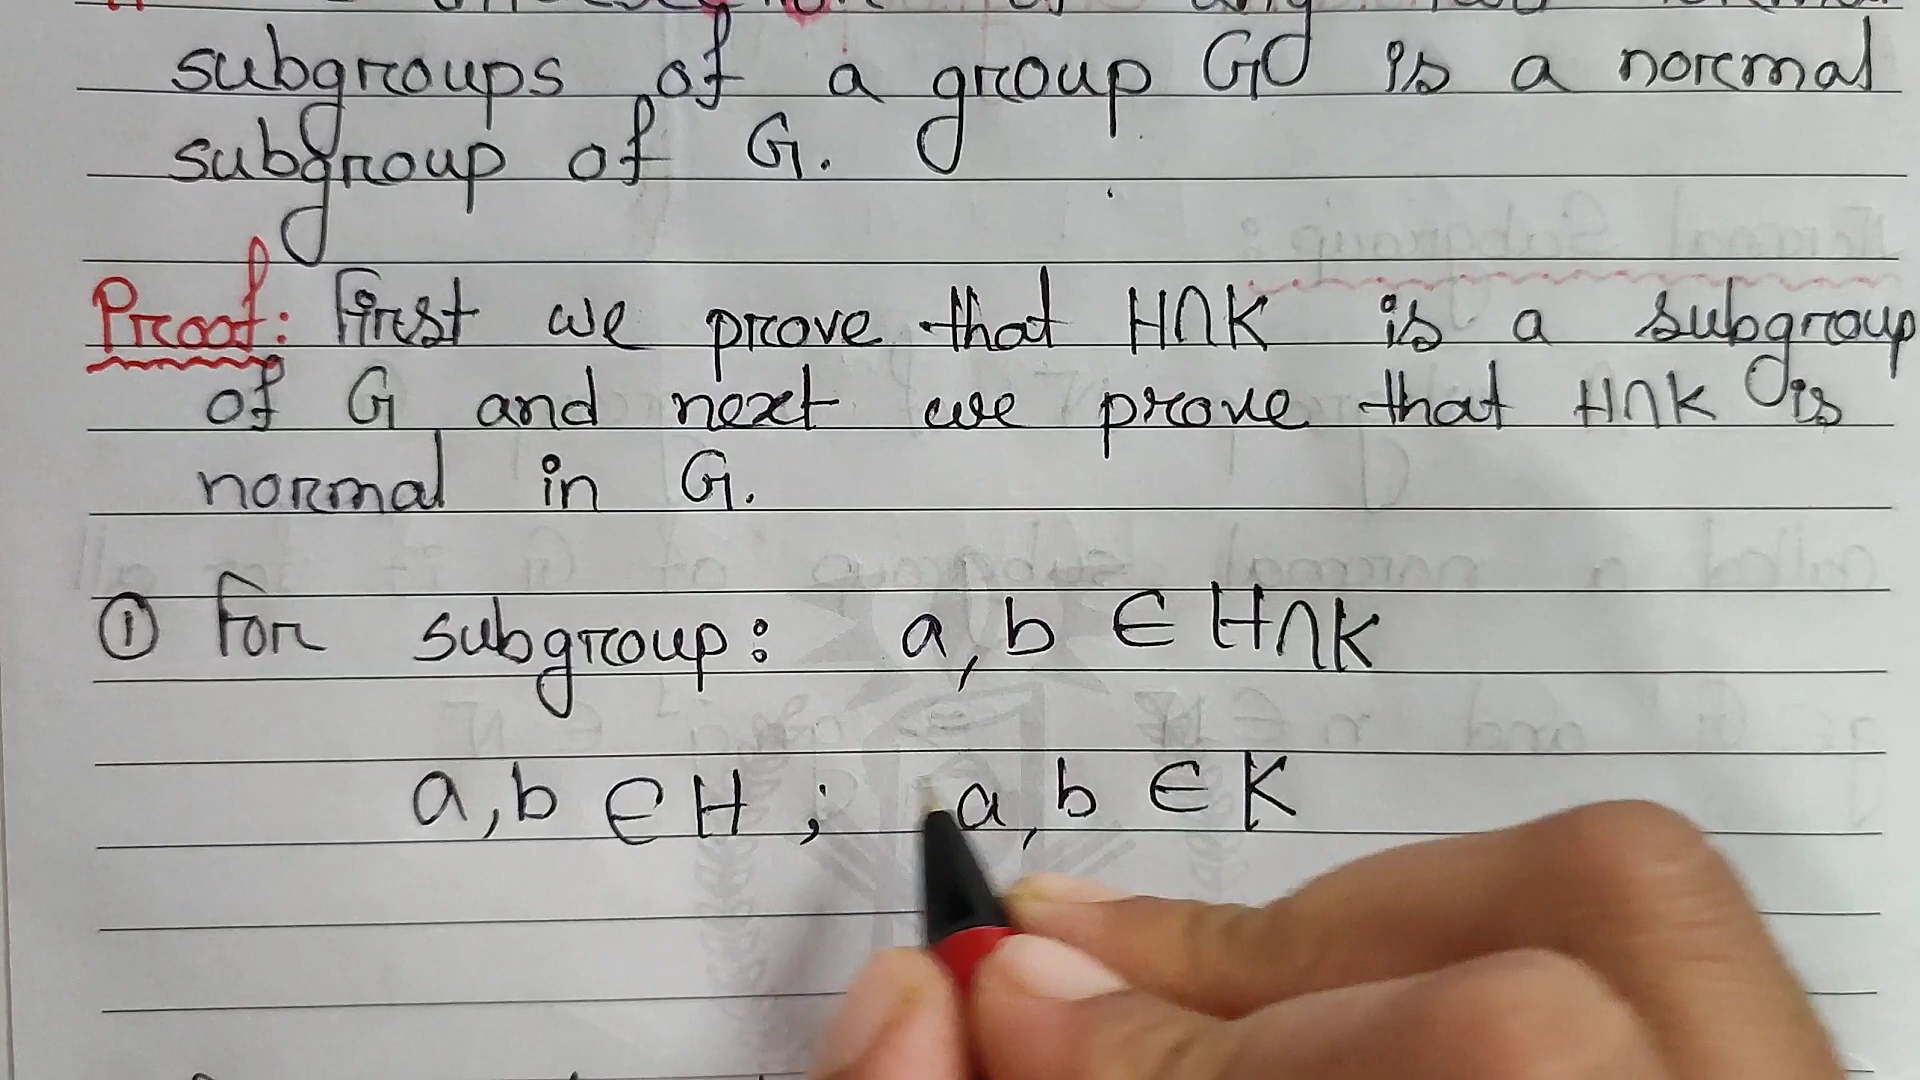 subgroups of a group G is a normal
subgroup of G.
Proof: First we prove that H∩K is a subgroup
of G and next we prove that H∩K is
normal in G.
① For subgroup: a, b ∈ H∩K
a, b ∈ H ; a, b ∈ K